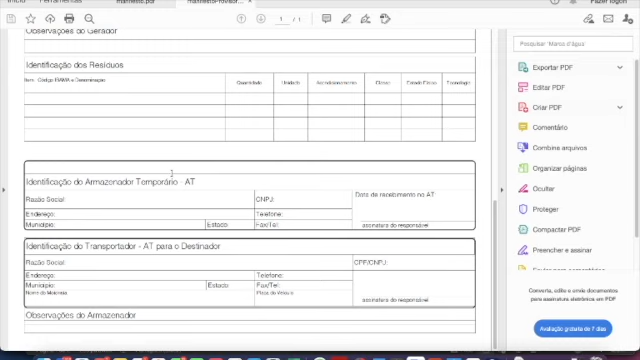 Início
Ferramentas
manifesto.pdf
Fazer logon
1 / 1
Pesquisar "Marca d'água"
Observações do Gerador
Identificação dos Resíduos
Item Código IBAMA e Denominação Quantidade Unidade Acondicionamento Classe Estado Físico Tecnologia
Identificação do Armazenador Temporário - AT
Razão Social: CNPJ: Data de recebimento no AT
Endereço: Telefone:
Município: Estado Fax/Tel: assinatura do responsável
Identificação do Transportador - AT para o Destinador
Razão Social: CPF/CNPJ:
Endereço: Telefone:
Município: Estado Fax/Tel:
Nome do Motorista Placa do Veículo
assinatura do responsável
Observações do Armazenador
Exportar PDF
Editar PDF
Criar PDF
Comentário
Combina arquivos
Organizar páginas
Ocultar
Proteger
Compactar PDF
Preencher e assinar
Converta, edite e envie documentos
para assinatura eletrônica em PDF
Avaliação gratuita de 7 dias